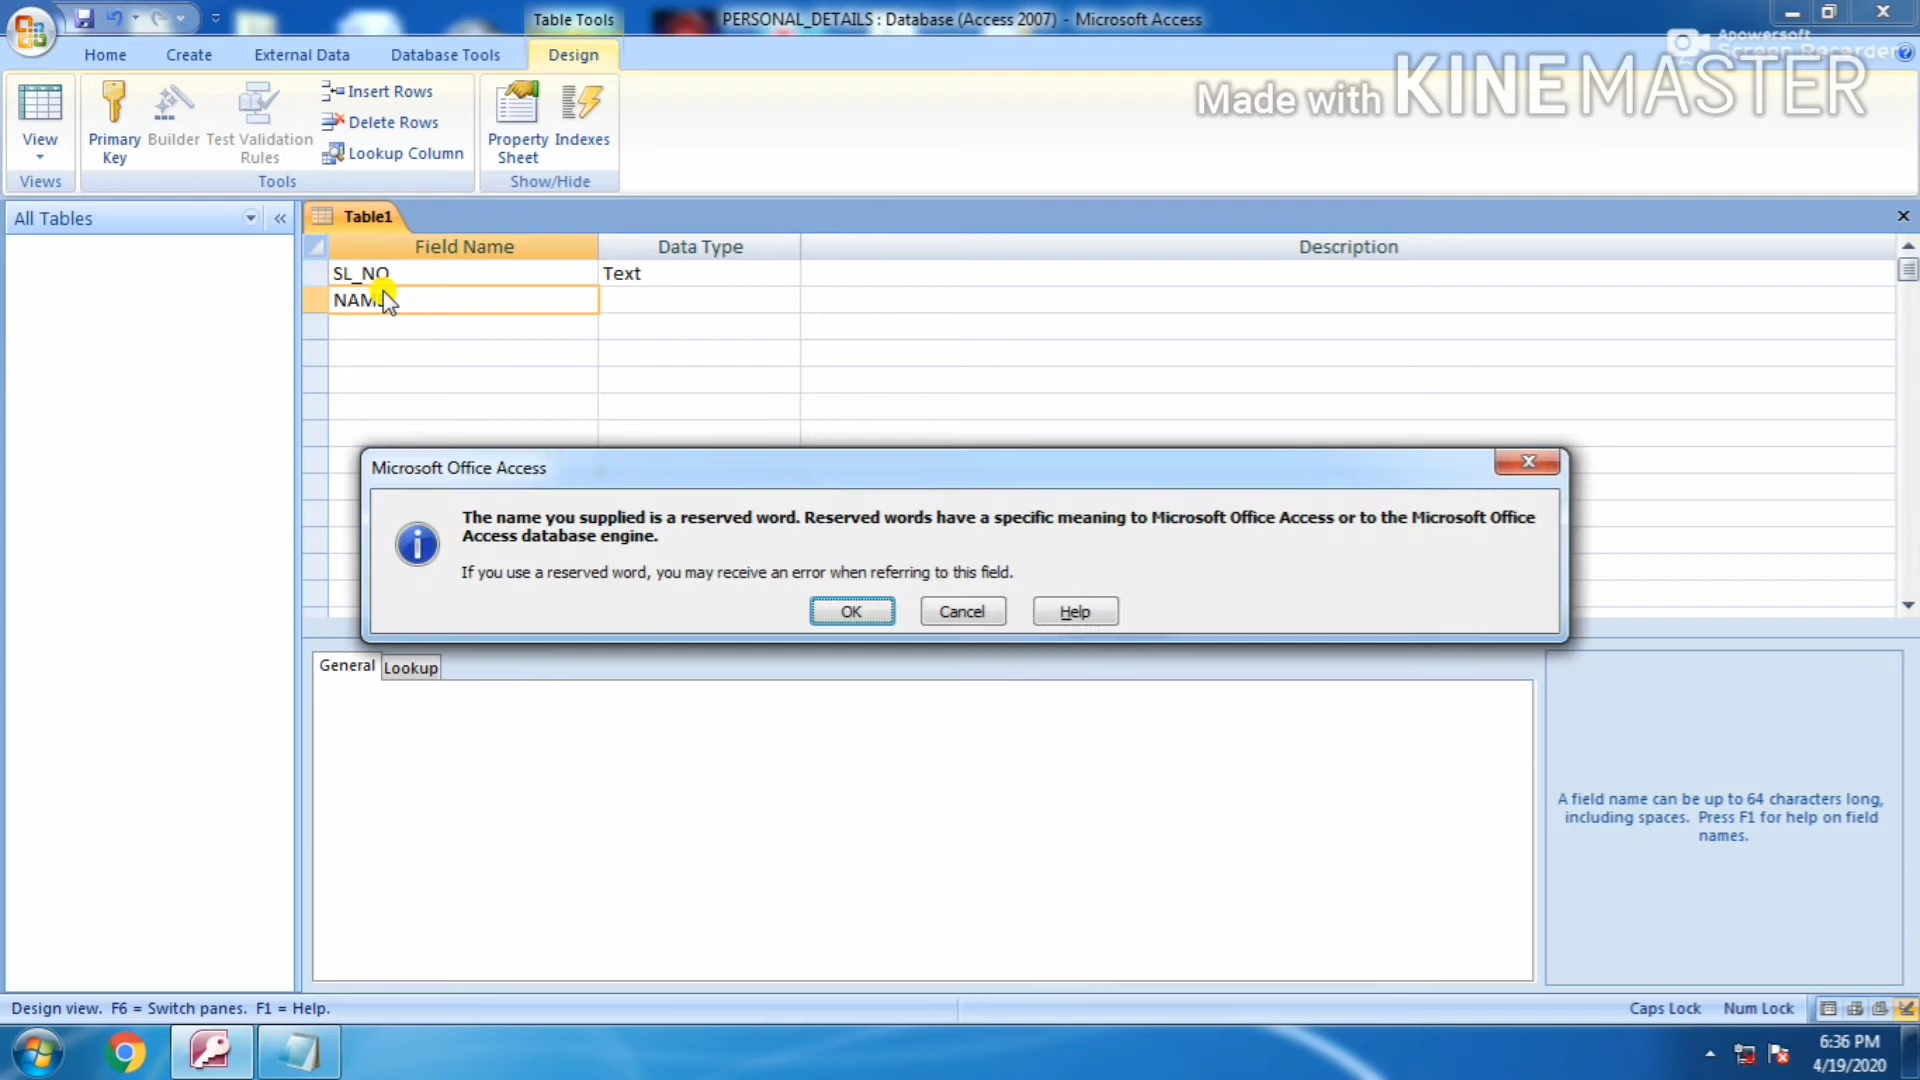 Table Tools
PERSONAL_DETAILS : Database (Access 2007) - Microsoft Access
Apowersoft
Screen Recorder
Home Create External Data Database Tools Design
Made with KINEMASTER
View
Primary Key
Builder
Test Validation Rules
Insert Rows
Delete Rows
Lookup Column
Property Sheet
Indexes
Views Tools Show/Hide
All Tables
Table1
Field Name Data Type Description
SL_NO Text
NAME
Microsoft Office Access
The name you supplied is a reserved word. Reserved words have a specific meaning to Microsoft Office Access or to the Microsoft Office
Access database engine.
If you use a reserved word, you may receive an error when referring to this field.
OK Cancel Help
General Lookup
A field name can be up to 64 characters long,
including spaces. Press F1 for help on field
names.
Design view. F6 = Switch panes. F1 = Help.
Caps Lock Num Lock
6:36 PM
4/19/2020